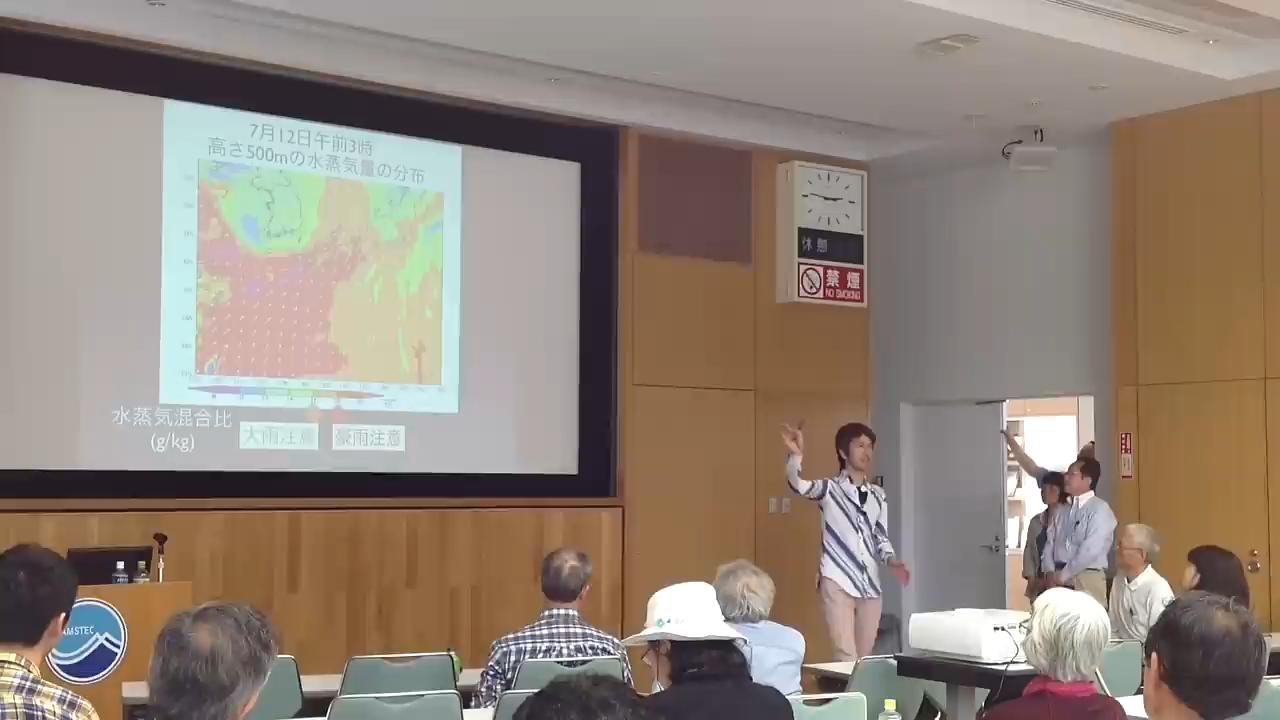 7月12日午前3時
高さ500mの水蒸気量の分布
水蒸気混合比
(g/kg)
大雨注意
豪雨注意
休憩
禁煙
NO SMOKING
AMSTEC